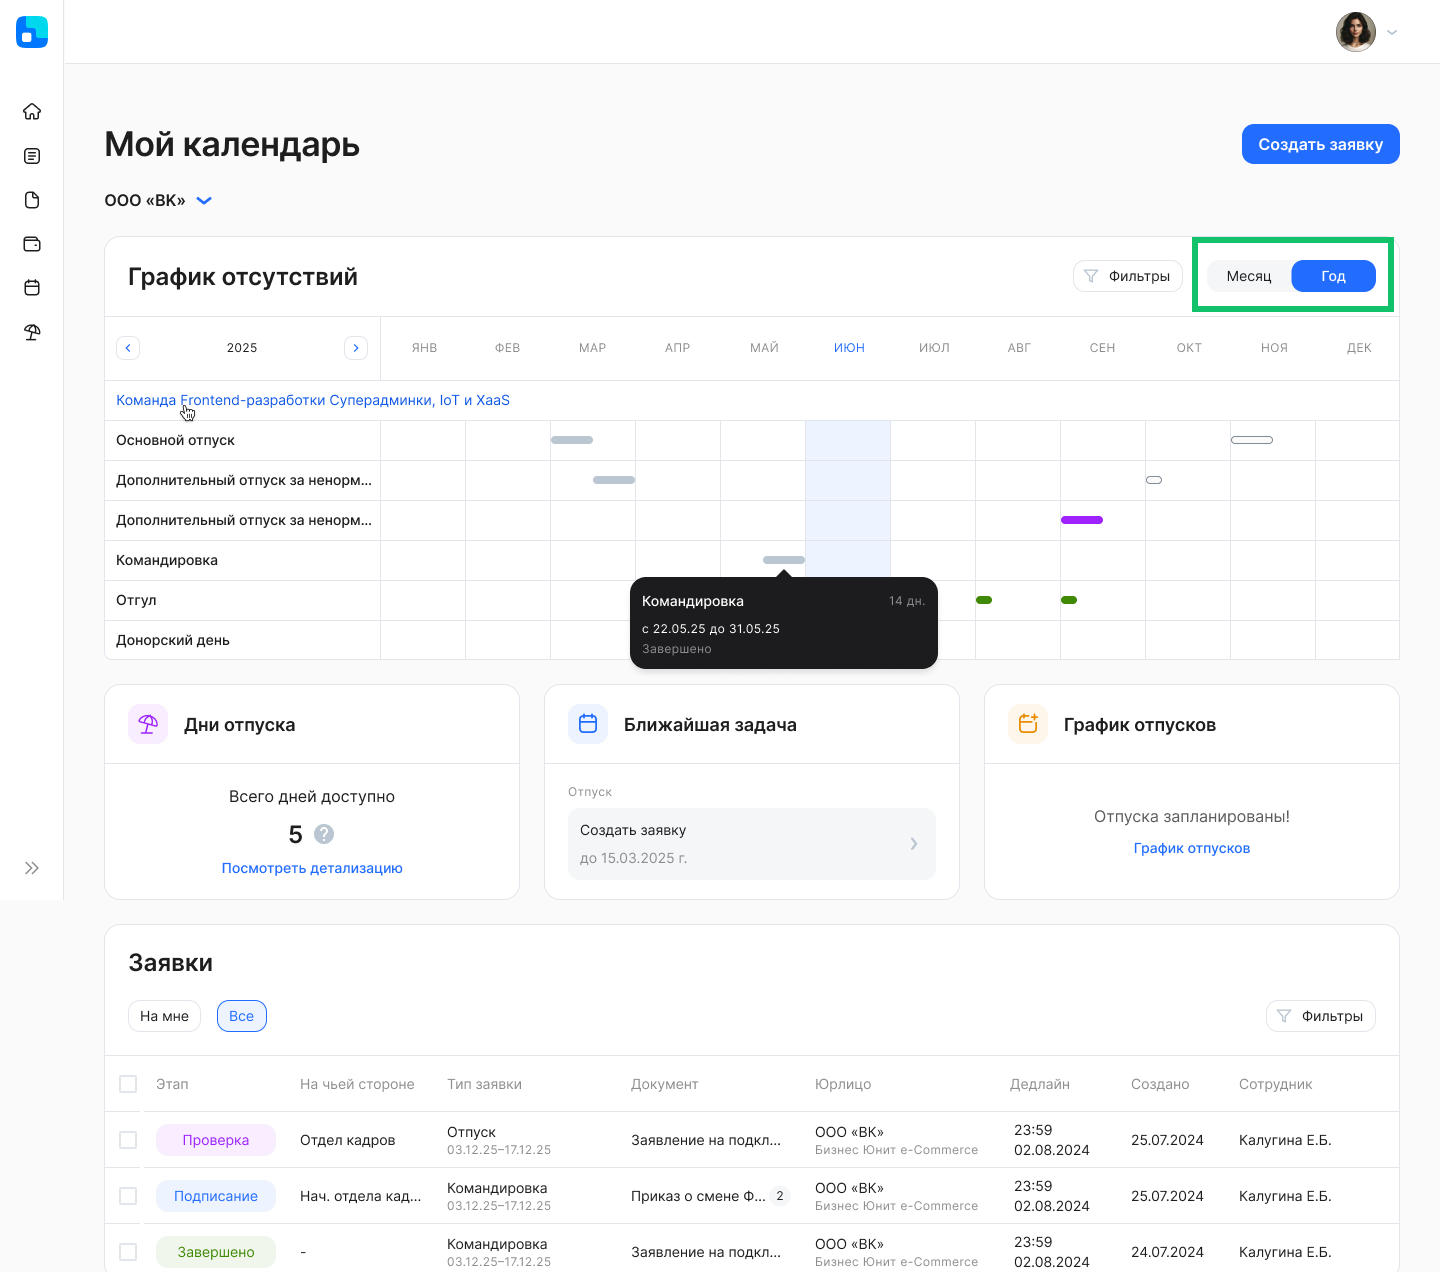 Мой календарь
Создать заявку
ООО «ВК»
График отсутствий
Фильтры
Месяц
Год
2025
ЯНВ ФЕВ МАР АПР МАЙ ИЮН ИЮЛ АВГ СЕН ОКТ НОЯ ДЕК
Команда Frontend-разработки Суперадминки, IoT и XaaS
Основной отпуск
Дополнительный отпуск за ненорм...
Дополнительный отпуск за ненорм...
Командировка
Отгул
Донорский день
Командировка 14 дн.
с 22.05.25 до 31.05.25
Завершено
Дни отпуска
Всего дней доступно
5 ?
Посмотреть детализацию
Ближайшая задача
Отпуск
Создать заявку
до 15.03.2025 г.
График отпусков
Отпуска запланированы!
График отпусков
Заявки
На мне
Все
Фильтры
Этап На чьей стороне Тип заявки Документ Юрлицо Дедлайн Создано Сотрудник
Проверка
Отдел кадров
Отпуск
03.12.25–17.12.25
Заявление на подкл...
ООО «ВК»
Бизнес Юнит e-Commerce
23:59
02.08.2024
25.07.2024
Калугина Е.Б.
Подписание
Нач. отдела кад...
Командировка
03.12.25–17.12.25
Приказ о смене Ф... 2
ООО «ВК»
Бизнес Юнит e-Commerce
23:59
02.08.2024
25.07.2024
Калугина Е.Б.
Завершено
-
Командировка
03.12.25–17.12.25
Заявление на подкл...
ООО «ВК»
Бизнес Юнит e-Commerce
23:59
02.08.2024
24.07.2024
Калугина Е.Б.